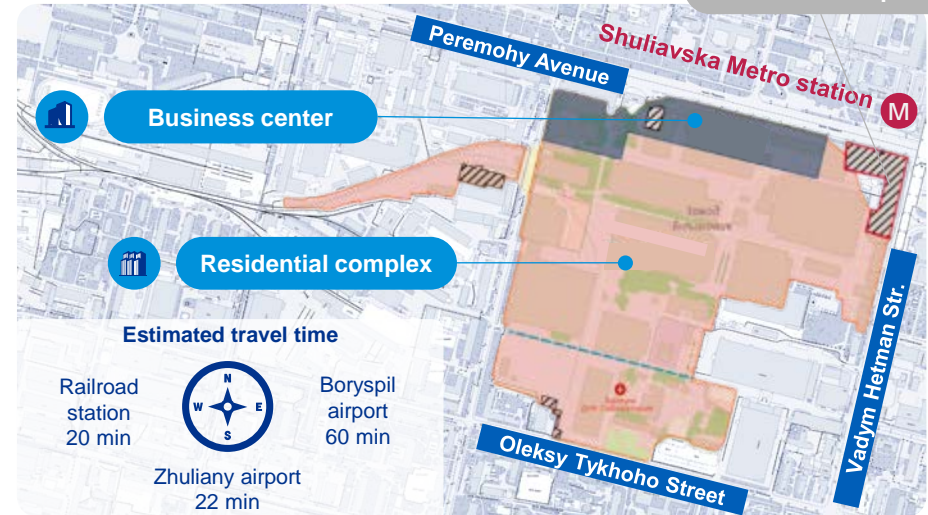 Peremohy Avenue
Shuliavska Metro station
M
Business center
Residential complex
Vadym Hetman Str.
Estimated travel time
Railroad
station
20 min
N
W
E
S
Boryspil
airport
60 min
Zhuliany airport
22 min
Oleksy Tykhoho Street